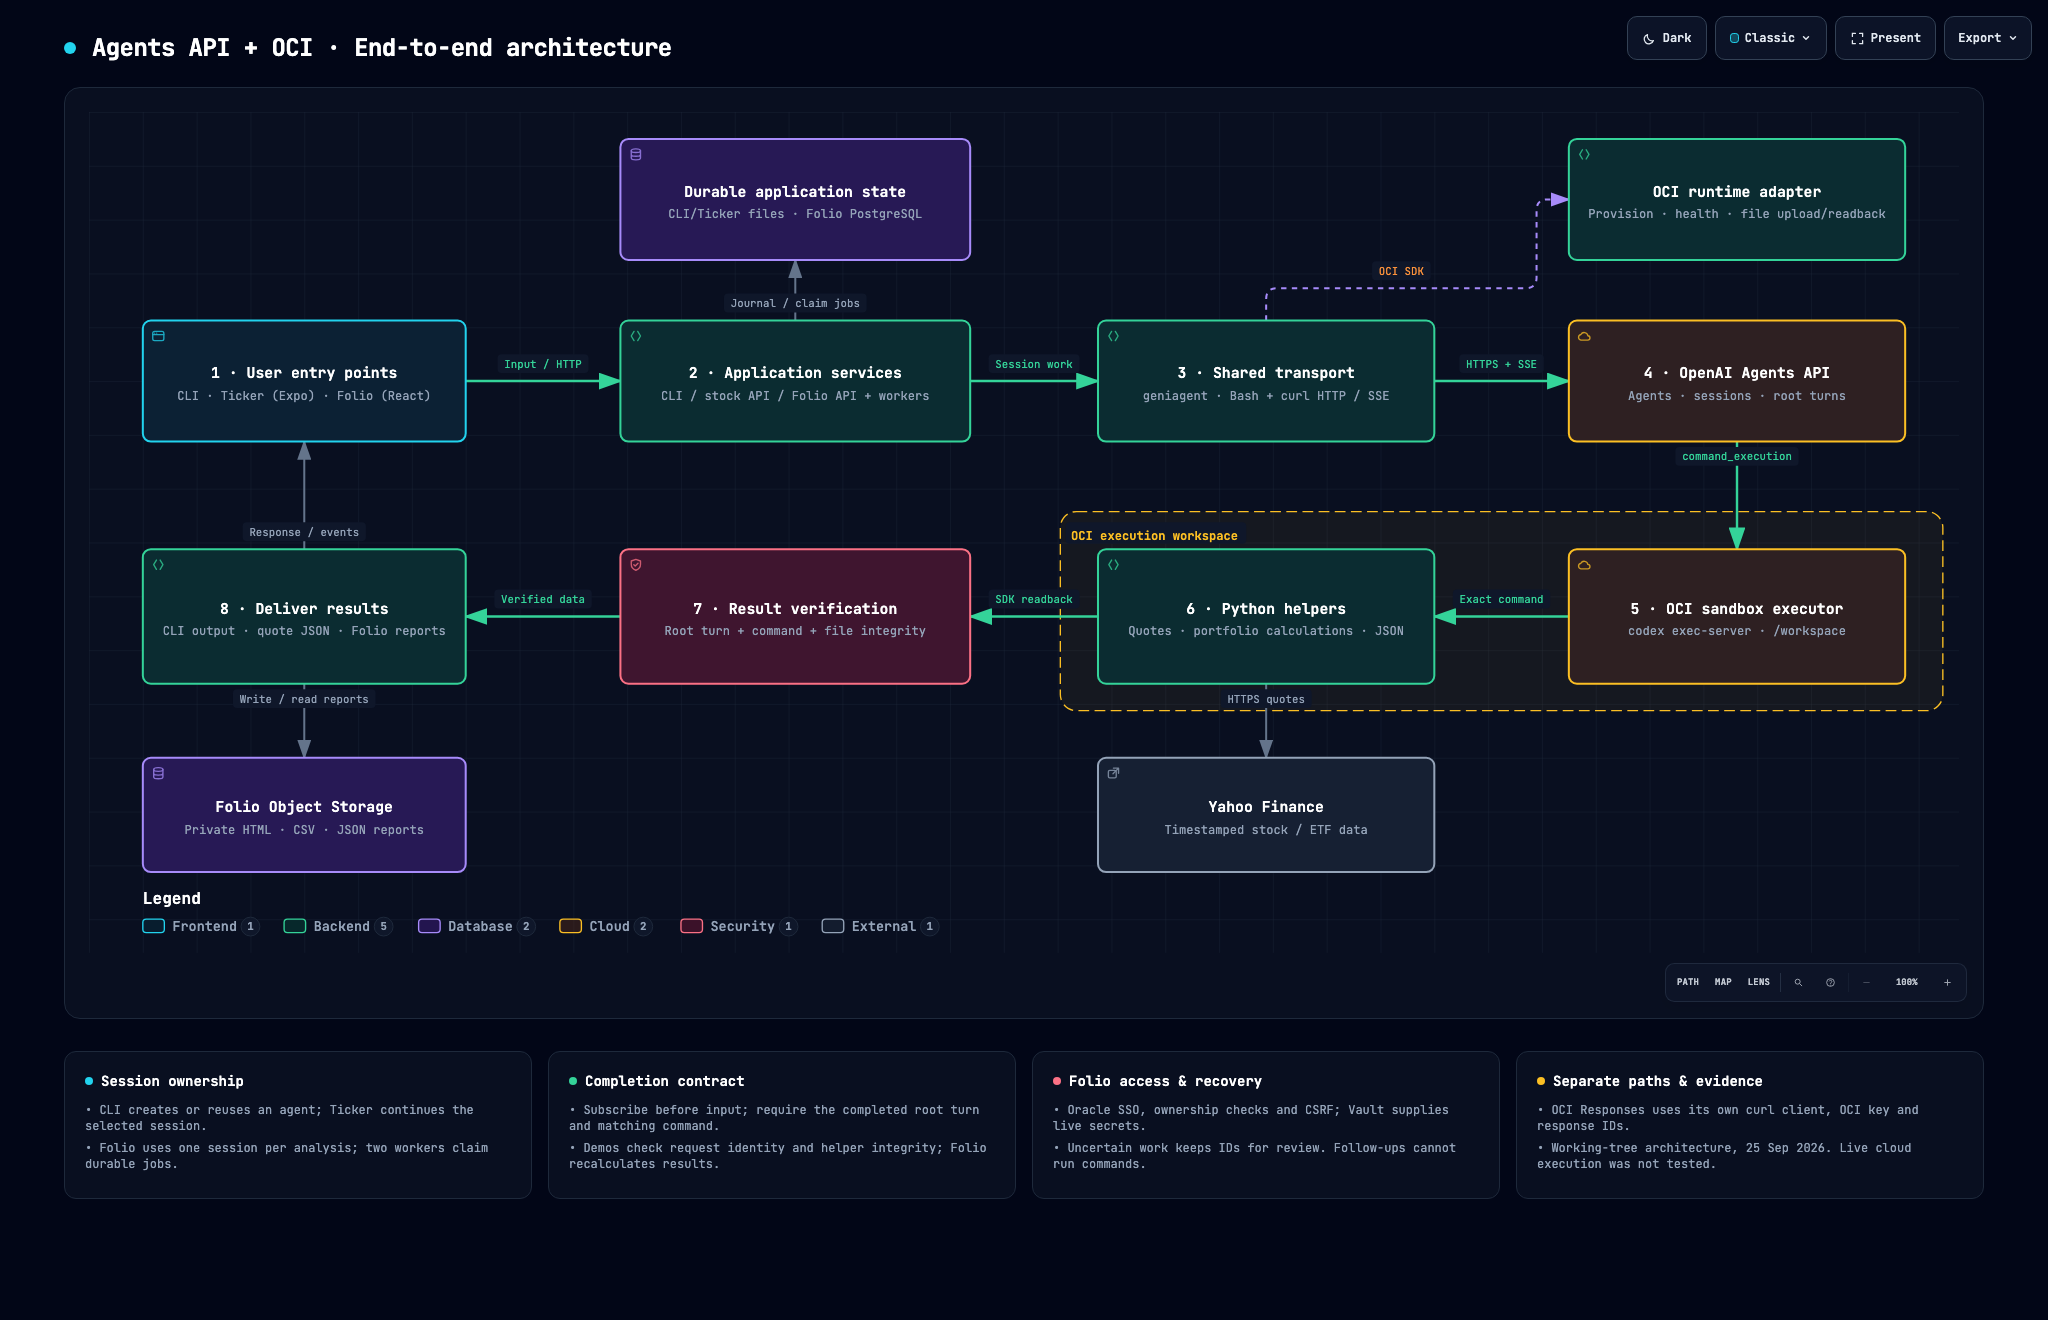 Agents API + OCI · End-to-end architecture
Dark
Classic
Present
Export
Durable application state
CLI/Ticker files · Folio PostgreSQL
OCI runtime adapter
Provision · health · file upload/readback
OCI SDK
Journal / claim jobs
1 · User entry points
CLI · Ticker (Expo) · Folio (React)
Input / HTTP
2 · Application services
CLI / stock API / Folio API + workers
Session work
3 · Shared transport
geniagent · Bash + curl HTTP / SSE
HTTPS + SSE
4 · OpenAI Agents API
Agents · sessions · root turns
command_execution
Response / events
OCI execution workspace
8 · Deliver results
CLI output · quote JSON · Folio reports
Verified data
7 · Result verification
Root turn + command + file integrity
SDK readback
6 · Python helpers
Quotes · portfolio calculations · JSON
Exact command
5 · OCI sandbox executor
codex exec-server · /workspace
Write / read reports
HTTPS quotes
Folio Object Storage
Private HTML · CSV · JSON reports
Yahoo Finance
Timestamped stock / ETF data
Legend
Frontend 1
Backend 5
Database 2
Cloud 2
Security 1
External 1
PATH MAP LENS − 100% +
Session ownership
• CLI creates or reuses an agent; Ticker continues the
selected session.
• Folio uses one session per analysis; two workers claim
durable jobs.
Completion contract
• Subscribe before input; require the completed root turn
and matching command.
• Demos check request identity and helper integrity; Folio
recalculates results.
Folio access & recovery
• Oracle SSO, ownership checks and CSRF; Vault supplies
live secrets.
• Uncertain work keeps IDs for review. Follow-ups cannot
run commands.
Separate paths & evidence
• OCI Responses uses its own curl client, OCI key and
response IDs.
• Working-tree architecture, 25 Sep 2026. Live cloud
execution was not tested.